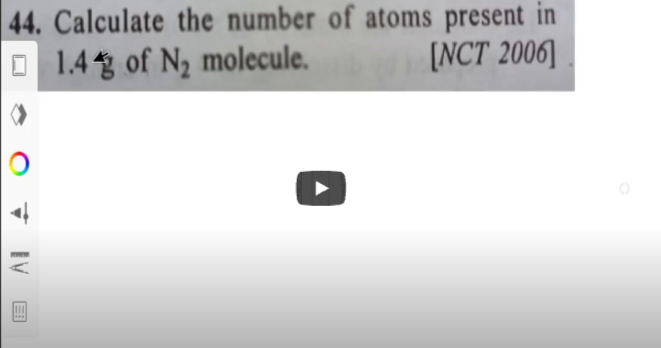 44. Calculate the number of atoms present in
1.4 g of N₂ molecule. [NCT 2006]